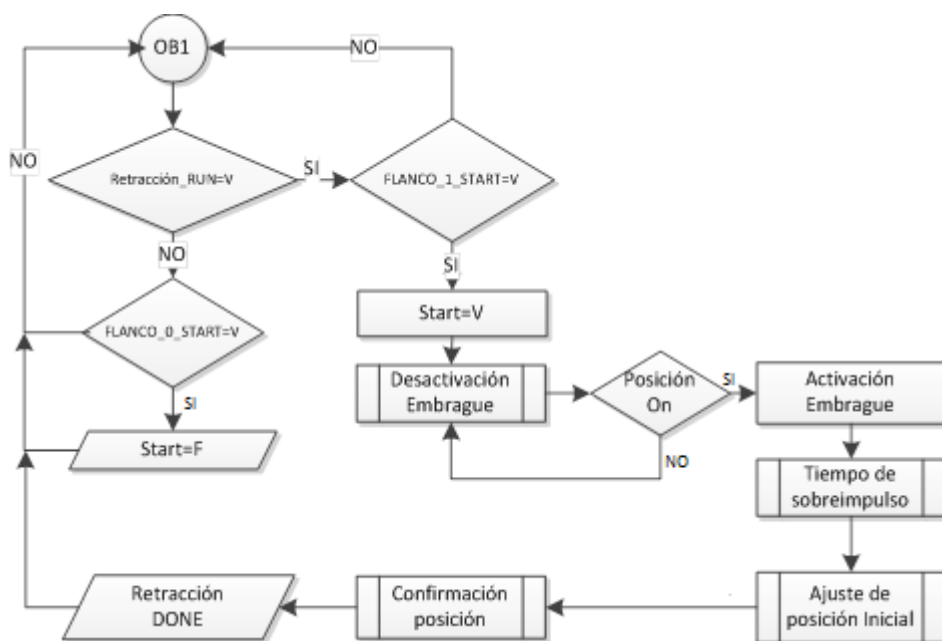 OB1
NO
NO
Retracción_RUN=V
SI
FLANCO_1_START=V
NO
SI
FLANCO_0_START=V
Start=V
SI
Start=F
Desactivación
Embrague
Posición
On
SI
NO
Activación
Embrague
Tiempo de
sobreimpulso
Ajuste de
posición Inicial
Confirmación
posición
Retracción
DONE